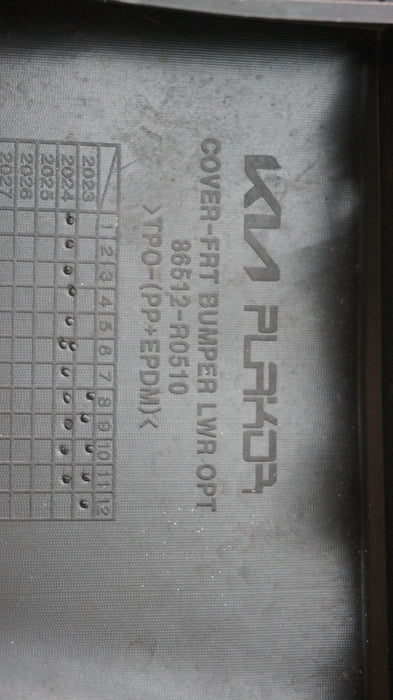 KIA PLAKOR
COVER-FRT BUMPER LWR.OPT
86512-R0510
>TPO-(PP+EPDM)<
1 2 3 4 5 6 7 8 9 10 11 12
2023
2024
2025
2026
2027